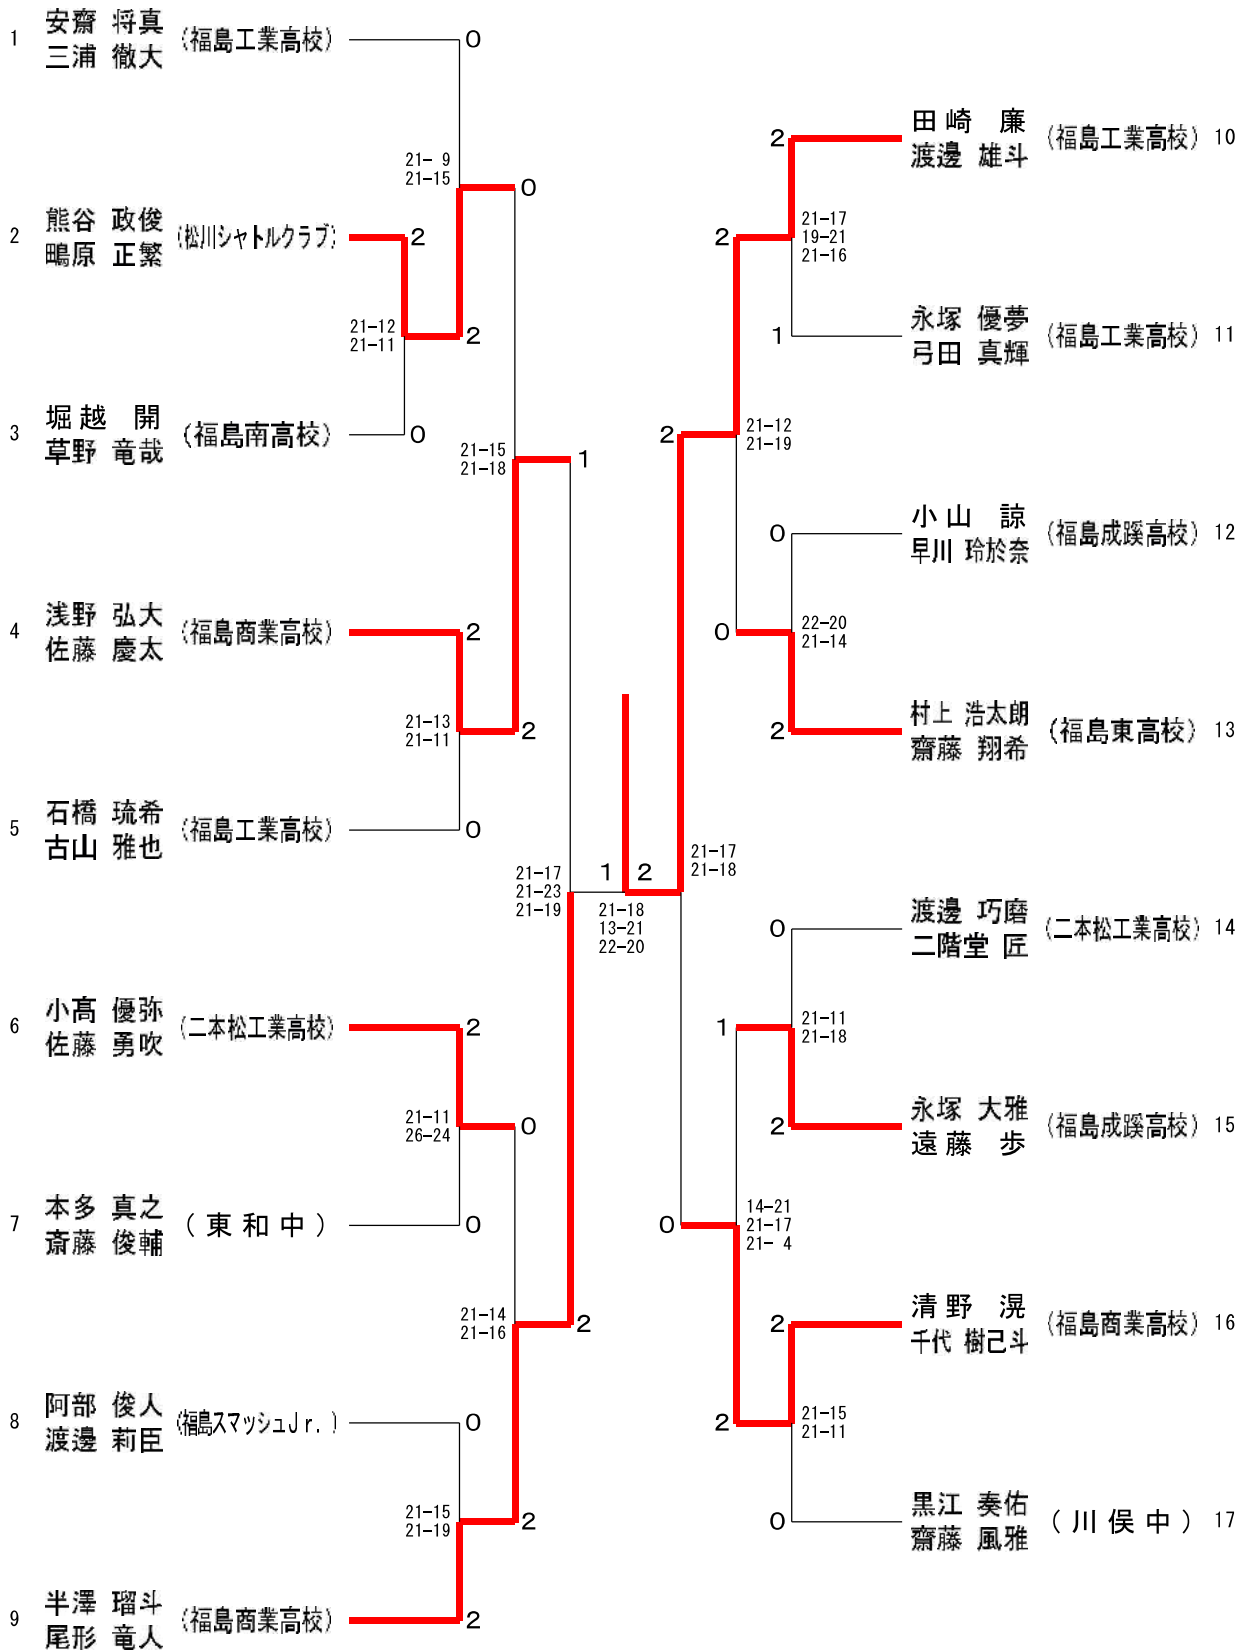 1 安齋 将真 (福島工業高校) 0
三浦 徹大
21- 9
21-15
0
2 熊谷 政俊 (松川シャトルクラブ) 2
鴫原 正繁
21-12
21-11
2
3 堀越 開 (福島南高校) 0
草野 竜哉
21-15
21-18
1
4 浅野 弘大 (福島商業高校) 2
佐藤 慶太
21-13
21-11
2
5 石橋 琉希 (福島工業高校) 0
古山 雅也
21-17
21-23
21-19
1 2
21-18
13-21
22-20
6 小髙 優弥 (二本松工業高校) 2
佐藤 勇吹
21-11
26-24
0
7 本多 真之 (東和中) 0
斎藤 俊輔
21-14
21-16
2
8 阿部 俊人 (福島スマッシュJr.) 0
渡邊 莉臣
21-15
21-19
2
9 半澤 瑠斗 (福島商業高校) 2
尾形 竜人
2 田崎 廉 (福島工業高校) 10
渡邊 雄斗
2
21-17
19-21
21-16
1 永塚 優夢 (福島工業高校) 11
弓田 真輝
2
21-12
21-19
0 小山 諒 (福島成蹊高校) 12
早川 玲於奈
0
22-20
21-14
2 村上 浩太朗 (福島東高校) 13
齋藤 翔希
21-17
21-18
0 渡邊 巧磨 (二本松工業高校) 14
二階堂 匠
1
21-11
21-18
2 永塚 大雅 (福島成蹊高校) 15
遠藤 歩
0
14-21
21-17
21- 4
2 清野 滉 (福島商業高校) 16
千代 樹己斗
2
21-15
21-11
0 黒江 奏佑 (川俣中) 17
齋藤 風雅